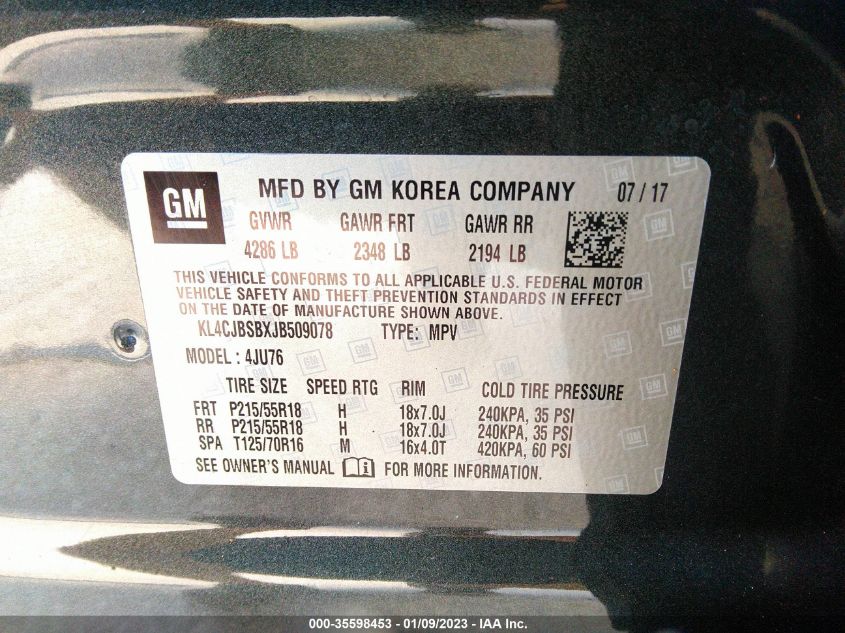 GM MFD BY GM KOREA COMPANY 07 / 17
GVWR GAWR FRT GAWR RR
4286 LB 2348 LB 2194 LB
THIS VEHICLE CONFORMS TO ALL APPLICABLE U.S. FEDERAL MOTOR
VEHICLE SAFETY AND THEFT PREVENTION STANDARDS IN EFFECT
ON THE DATE OF MANUFACTURE SHOWN ABOVE.
KL4CJBSBXJB509078 TYPE: MPV
MODEL : 4JU76
TIRE SIZE SPEED RTG RIM COLD TIRE PRESSURE
FRT P215/55R18 H 18x7.0J 240KPA, 35 PSI
RR P215/55R18 H 18x7.0J 240KPA, 35 PSI
SPA T125/70R16 M 16x4.0T 420KPA, 60 PSI
SEE OWNER'S MANUAL FOR MORE INFORMATION.
000-35598453 - 01/09/2023 - IAA Inc.